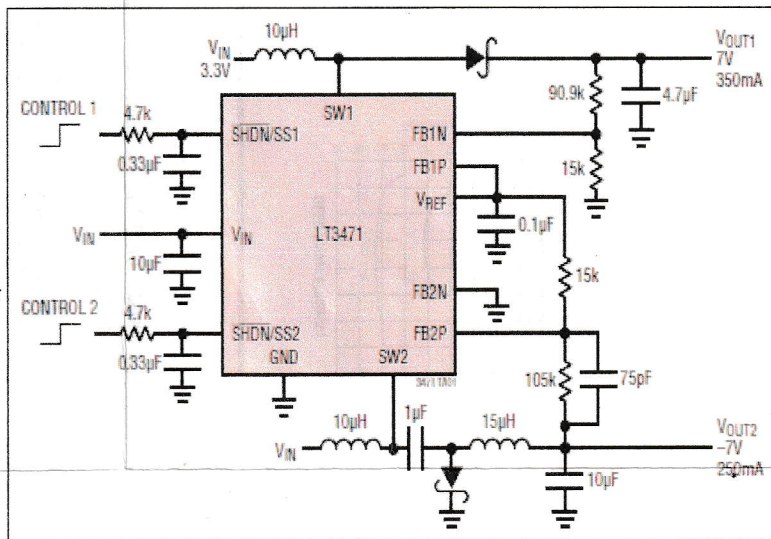 10µH
VIN
3.3V
VOUT1
7V
350mA
90.9k
4.7µF
CONTROL 1
4.7k
SW1
SHDN/SS1
FB1N
0.33µF
FB1P
15k
VREF
0.1µF
VIN
VIN
LT3471
10µF
15k
FB2N
CONTROL 2
4.7k
SHDN/SS2
FB2P
0.33µF
GND
SW2
105k
75pF
10µH
1µF
15µH
VOUT2
VIN
–7V
10µF
250mA